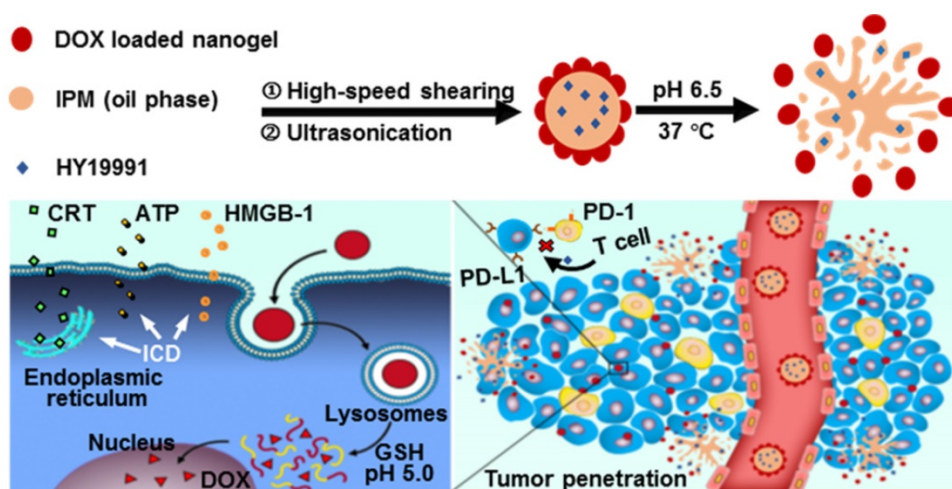 DOX loaded nanogel
IPM (oil phase)
HY19991
① High-speed shearing
② Ultrasonication
pH 6.5
37 °C
CRT
ATP
HMGB-1
ICD
Endoplasmic
reticulum
Lysosomes
GSH
pH 5.0
Nucleus
DOX
PD-1
T cell
PD-L1
Tumor penetration